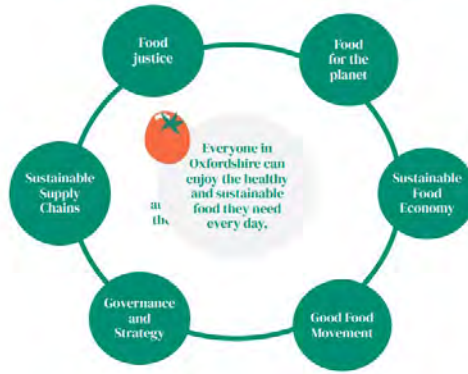 Food
justice
Food
for the
planet
Sustainable
Supply
Chains
Everyone in
Oxfordshire can
enjoy the healthy
and sustainable
food they need
every day.
Sustainable
Food
Economy
Governance
and
Strategy
Good Food
Movement